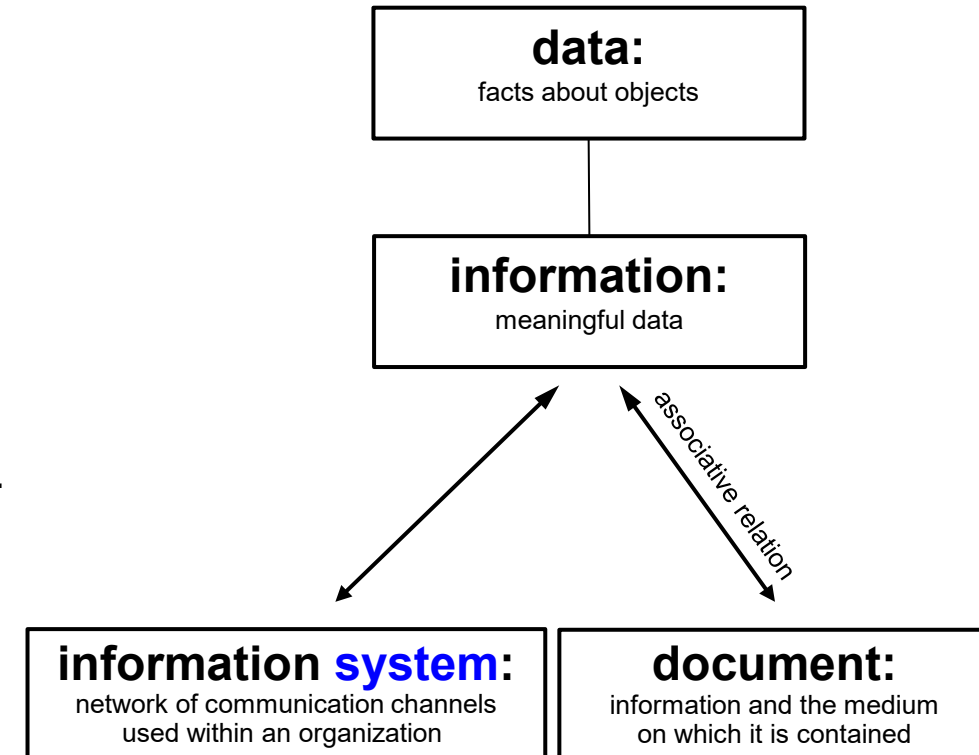 data:
facts about objects
information:
meaningful data
associative relation
information system:
network of communication channels
used within an organization
document:
information and the medium
on which it is contained